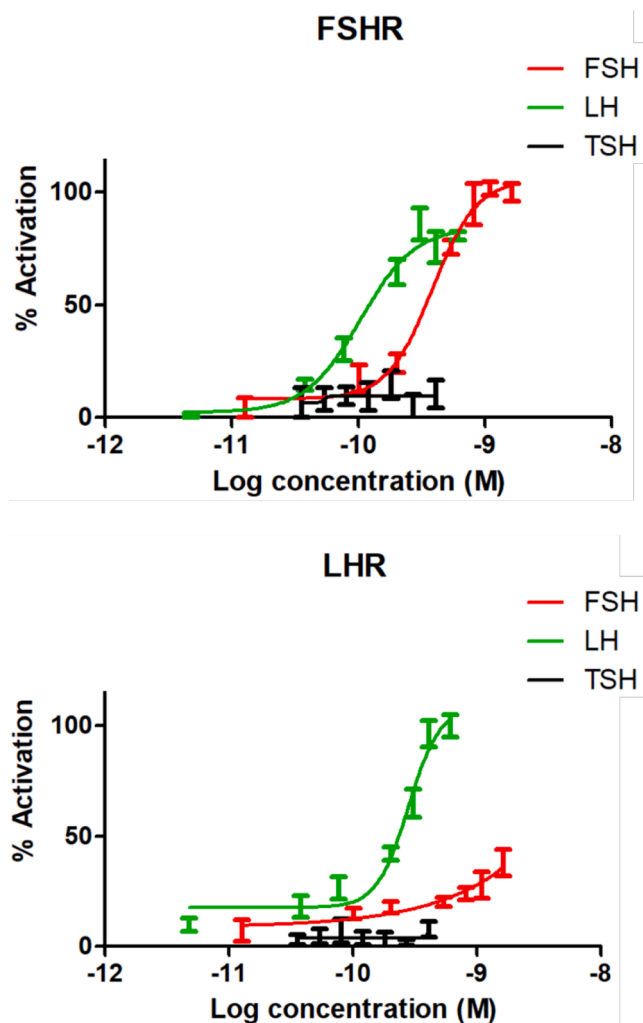 FSHR
FSH
LH
TSH
% Activation
100
50
0
-12 -11 -10 -9 -8
Log concentration (M)
LHR
FSH
LH
TSH
% Activation
100
50
0
-12 -11 -10 -9 -8
Log concentration (M)